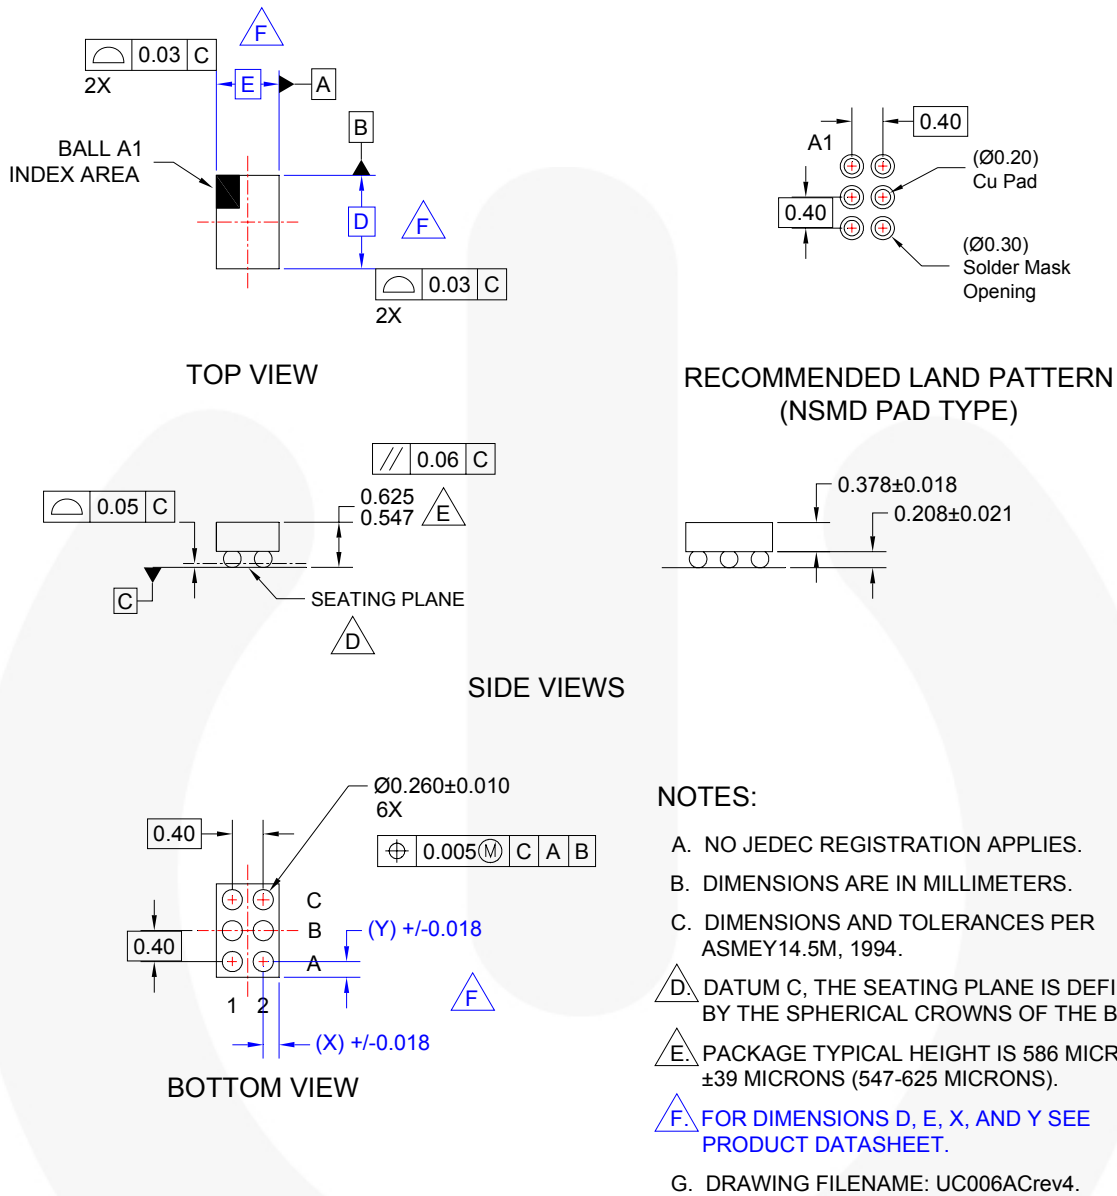 F
0.03 C
2X
E
A
B
BALL A1
INDEX AREA
D
F
0.03 C
2X
TOP VIEW
0.40
A1
(Ø0.20)
Cu Pad
0.40
(Ø0.30)
Solder Mask
Opening
RECOMMENDED LAND PATTERN
(NSMD PAD TYPE)
// 0.06 C
0.05 C
0.625
0.547
E
C
SEATING PLANE
D
0.378±0.018
0.208±0.021
SIDE VIEWS
Ø0.260±0.010
6X
0.40
0.005Ⓜ C A B
C
B
A
0.40
(Y) +/-0.018
1 2
F
(X) +/-0.018
BOTTOM VIEW
NOTES:
A. NO JEDEC REGISTRATION APPLIES.
B. DIMENSIONS ARE IN MILLIMETERS.
C. DIMENSIONS AND TOLERANCES PER
ASMEY14.5M, 1994.
D. DATUM C, THE SEATING PLANE IS DEFI
BY THE SPHERICAL CROWNS OF THE B
E. PACKAGE TYPICAL HEIGHT IS 586 MICR
±39 MICRONS (547-625 MICRONS).
F. FOR DIMENSIONS D, E, X, AND Y SEE
PRODUCT DATASHEET.
G. DRAWING FILENAME: UC006ACrev4.